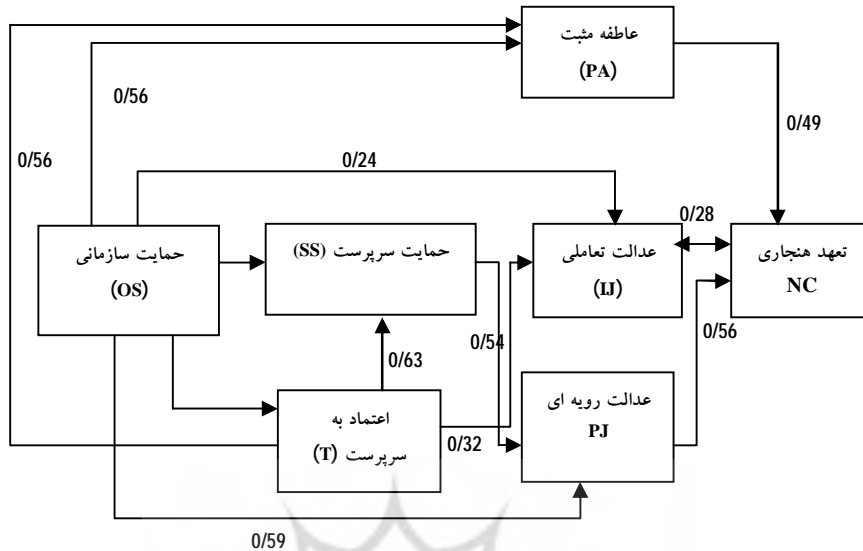 عاطفه مثبت
(PA)
0/56
0/56
0/49
0/24
0/28
حمایت سازمانی
(OS)
حمایت سرپرست (SS)
عدالت تعاملی
(IJ)
تعهد هنجاری
NC
0/63
0/54
0/56
اعتماد به
سرپرست (T)
0/32
عدالت رویه ای
PJ
0/59